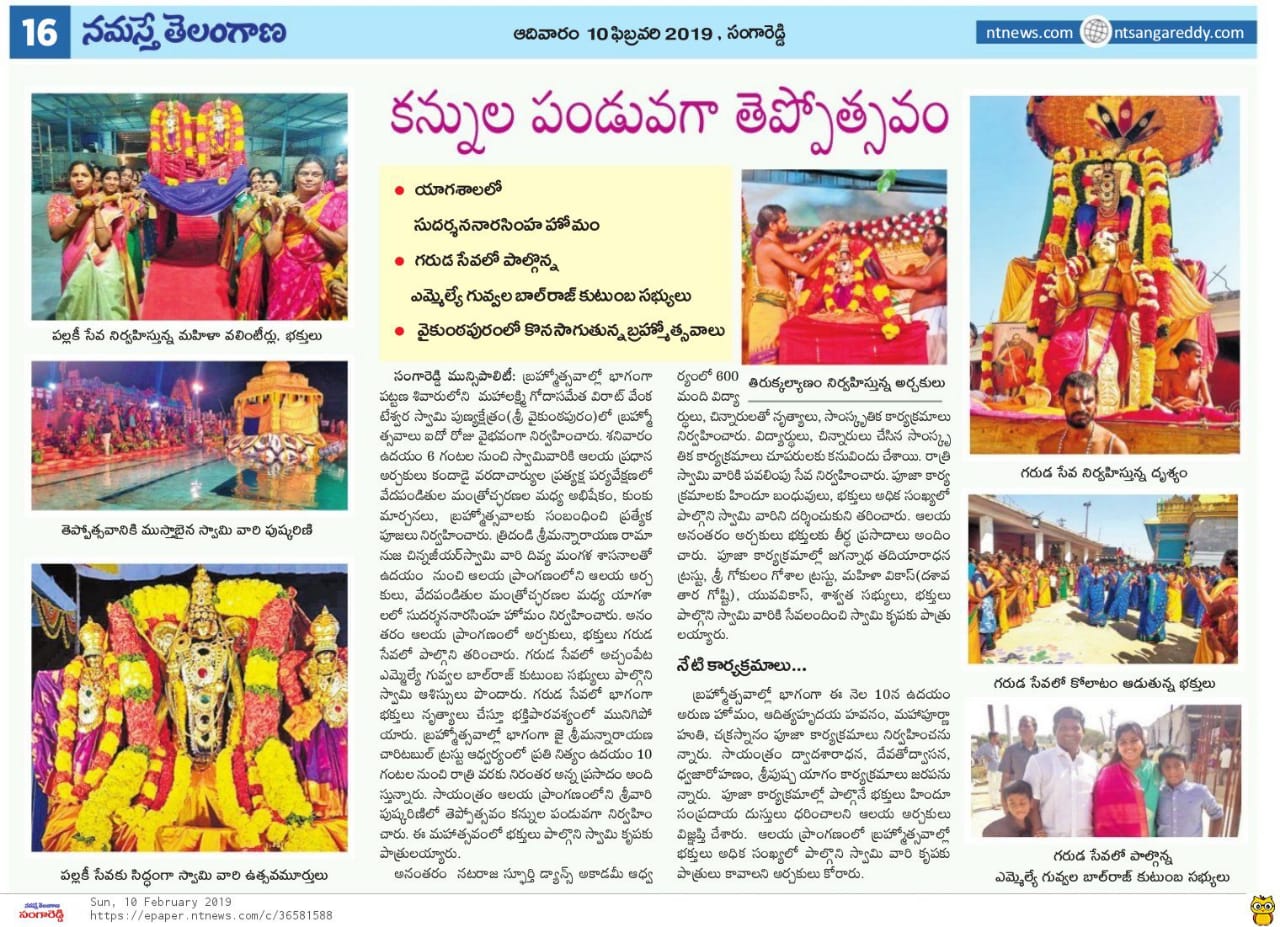 16
నమస్తే తెలంగాణ
ఆదివారం 10 ఫిబ్రవరి 2019 , సంగారెడ్డి
ntnews.com
ntsangareddy.com
కన్నుల పండువగా తెప్పోత్సవం
• యాగశాలలో
సుదర్శననారసింహ హోమం
• గరుడ సేవలో పాల్గొన్న
ఎమ్మెల్యే గువ్వల బాల్‌రాజ్ కుటుంబ సభ్యులు
• వైకుంఠపురంలో కొనసాగుతున్న బ్రహ్మోత్సవాలు
పల్లకీ సేవ నిర్వహిస్తున్న మహిళా వలింటీర్లు. భక్తులు
తెప్పోత్సవానికి ముస్తాబైన స్వామి వారి పుష్కరిణి
పల్లకీ సేవకు సిద్ధంగా స్వామి వారి ఉత్సవమూర్తులు
సంగారెడ్డి మున్సిపాలిటీ: బ్రహ్మోత్సవాల్లో భాగంగా
పట్టణ శివారులోని మహాలక్ష్మి గోదాసమేత విరాట్ వేంక
టేశ్వర స్వామి పుణ్యక్షేత్రం(శ్రీ వైకుంఠపురం)లో బ్రహ్మో
త్సవాలు ఐదో రోజు వైభవంగా నిర్వహించారు. శనివారం
ఉదయం 6 గంటల నుంచి స్వామివారికి ఆలయ ప్రధాన
అర్చకులు కందాడై వరదాచార్యుల ప్రత్యక్ష పర్యవేక్షణలో
వేదపండితుల మంత్రోచ్ఛరణల మధ్య అభిషేకం, కుంకు
మార్చనలు, బ్రహ్మోత్సవాలకు సంబంధించి ప్రత్యేక
పూజలు నిర్వహించారు. త్రిదండి శ్రీమన్నారాయణ రామా
నుజ చిన్నజీయర్‌స్వామి వారి దివ్య మంగళ శాసనాలతో
ఉదయం నుంచి ఆలయ ప్రాంగణంలోని ఆలయ అర్చ
కులు, వేదపండితుల మంత్రోచ్ఛరణల మధ్య యాగశా
లలో సుదర్శననారసింహ హోమం నిర్వహించారు. అనం
తరం ఆలయ ప్రాంగణంలో అర్చకులు, భక్తులు గరుడ
సేవలో పాల్గొని తరించారు. గరుడ సేవలో అచ్చంపేట
ఎమ్మెల్యే గువ్వల బాల్‌రాజ్ కుటుంబ సభ్యులు పాల్గొని
స్వామి ఆశిస్సులు పొందారు. గరుడ సేవలో భాగంగా
భక్తులు నృత్యాలు చేస్తూ భక్తిపారవశ్యంలో మునిగిపో
యారు. బ్రహ్మోత్సవాల్లో భాగంగా జై శ్రీమన్నారాయణ
చారిటబుల్ ట్రస్టు ఆధ్వర్యంలో ప్రతి నిత్యం ఉదయం 10
గంటల నుంచి రాత్రి వరకు నిరంతర అన్న ప్రసాదం అంది
స్తున్నారు. సాయంత్రం ఆలయ ప్రాంగణంలోని శ్రీవారి
పుష్కరిణిలో తెప్పోత్సవం కన్నుల పండువగా నిర్వహిం
చారు. ఈ మహోత్సవంలో భక్తులు పాల్గొని స్వామి కృపకు
పాత్రులయ్యారు.
అనంతరం నటరాజ స్ఫూర్తి డ్యాన్స్ అకాడమీ ఆధ్వ
తిరుక్కల్యాణం నిర్వహిస్తున్న అర్చకులు
ర్యంలో 600
మంది విద్యా
ర్థులు, చిన్నారులతో నృత్యాలు, సాంస్కృతిక కార్యక్రమాలు
నిర్వహించారు. విద్యార్థులు, చిన్నారులు చేసిన సాంస్కృ
తిక కార్యక్రమాలు చూపరులకు కనువిందు చేశాయి. రాత్రి
స్వామి వారికి పవలింపు సేవ నిర్వహించారు. పూజా కార్య
క్రమాలకు హిందూ బంధువులు, భక్తులు అధిక సంఖ్యలో
పాల్గొని స్వామి వారిని దర్శించుకుని తరించారు. ఆలయ
అనంతరం అర్చకులు భక్తులకు తీర్థ ప్రసాదాలు అందిం
చారు. పూజా కార్యక్రమాల్లో జగన్నాథ తదియారాధన
ట్రస్టు, శ్రీ గోకులం గోశాల ట్రస్టు, మహిళా వికాస్(దశావ
తార గోష్టి), యువవికాస్, శాశ్వత సభ్యులు, భక్తులు
పాల్గొని స్వామి వారికి సేవలందించి స్వామి కృపకు పాత్రు
లయ్యారు.
నేటి కార్యక్రమాలు...
బ్రహ్మోత్సవాల్లో భాగంగా ఈ నెల 10న ఉదయం
అరుణ హోమం, ఆదిత్యహృదయ హవనం, మహాపూర్ణా
హుతి, చక్రస్నానం పూజా కార్యక్రమాలు నిర్వహించను
న్నారు. సాయంత్రం ద్వాదశారాధన, దేవతోద్వాసన,
ధ్వజారోహణం, శ్రీపుష్ప యాగం కార్యక్రమాలు జరపను
న్నారు. పూజా కార్యక్రమాల్లో పాల్గొనే భక్తులు హిందూ
సంప్రదాయ దుస్తులు ధరించాలని ఆలయ అర్చకులు
విజ్ఞప్తి చేశారు. ఆలయ ప్రాంగణంలో బ్రహ్మోత్సవాల్లో
భక్తులు అధిక సంఖ్యలో పాల్గొని స్వామి వారి కృపకు
పాత్రులు కావాలని అర్చకులు కోరారు.
గరుడ సేవ నిర్వహిస్తున్న దృశ్యం
గరుడ సేవలో కోలాటం ఆడుతున్న భక్తులు
గరుడ సేవలో పాల్గొన్న
ఎమ్మెల్యే గువ్వల బాల్‌రాజ్ కుటుంబ సభ్యులు
నమస్తే తెలంగాణ
సంగారెడ్డి
Sun, 10 February 2019
https://epaper.ntnews.com/c/36581588